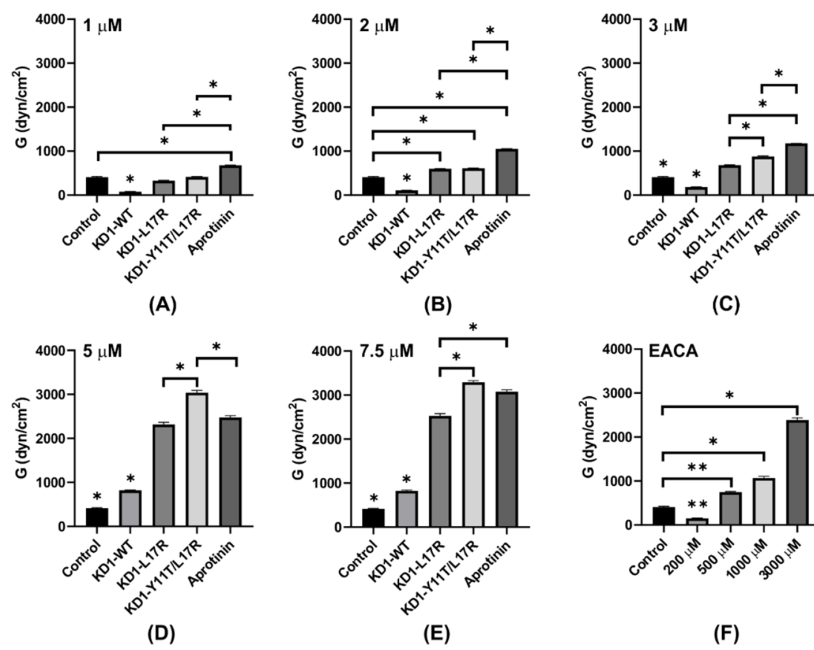 1 μM
G (dyn/cm²)
4000
3000
2000
1000
0
*
*
*
*
Control
KD1-WT
KD1-L17R
KD1-Y11T/L17R
Aprotinin
(A)
2 μM
G (dyn/cm²)
4000
3000
2000
1000
0
*
*
*
*
*
*
Control
KD1-WT
KD1-L17R
KD1-Y11T/L17R
Aprotinin
(B)
3 μM
G (dyn/cm²)
4000
3000
2000
1000
0
*
*
*
*
*
Control
KD1-WT
KD1-L17R
KD1-Y11T/L17R
Aprotinin
(C)
5 μM
G (dyn/cm²)
4000
3000
2000
1000
0
*
*
*
*
Control
KD1-WT
KD1-L17R
KD1-Y11T/L17R
Aprotinin
(D)
7.5 μM
G (dyn/cm²)
4000
3000
2000
1000
0
*
*
*
*
Control
KD1-WT
KD1-L17R
KD1-Y11T/L17R
Aprotinin
(E)
EACA
G (dyn/cm²)
4000
3000
2000
1000
0
*
*
**
**
Control
200 μM
500 μM
1000 μM
3000 μM
(F)